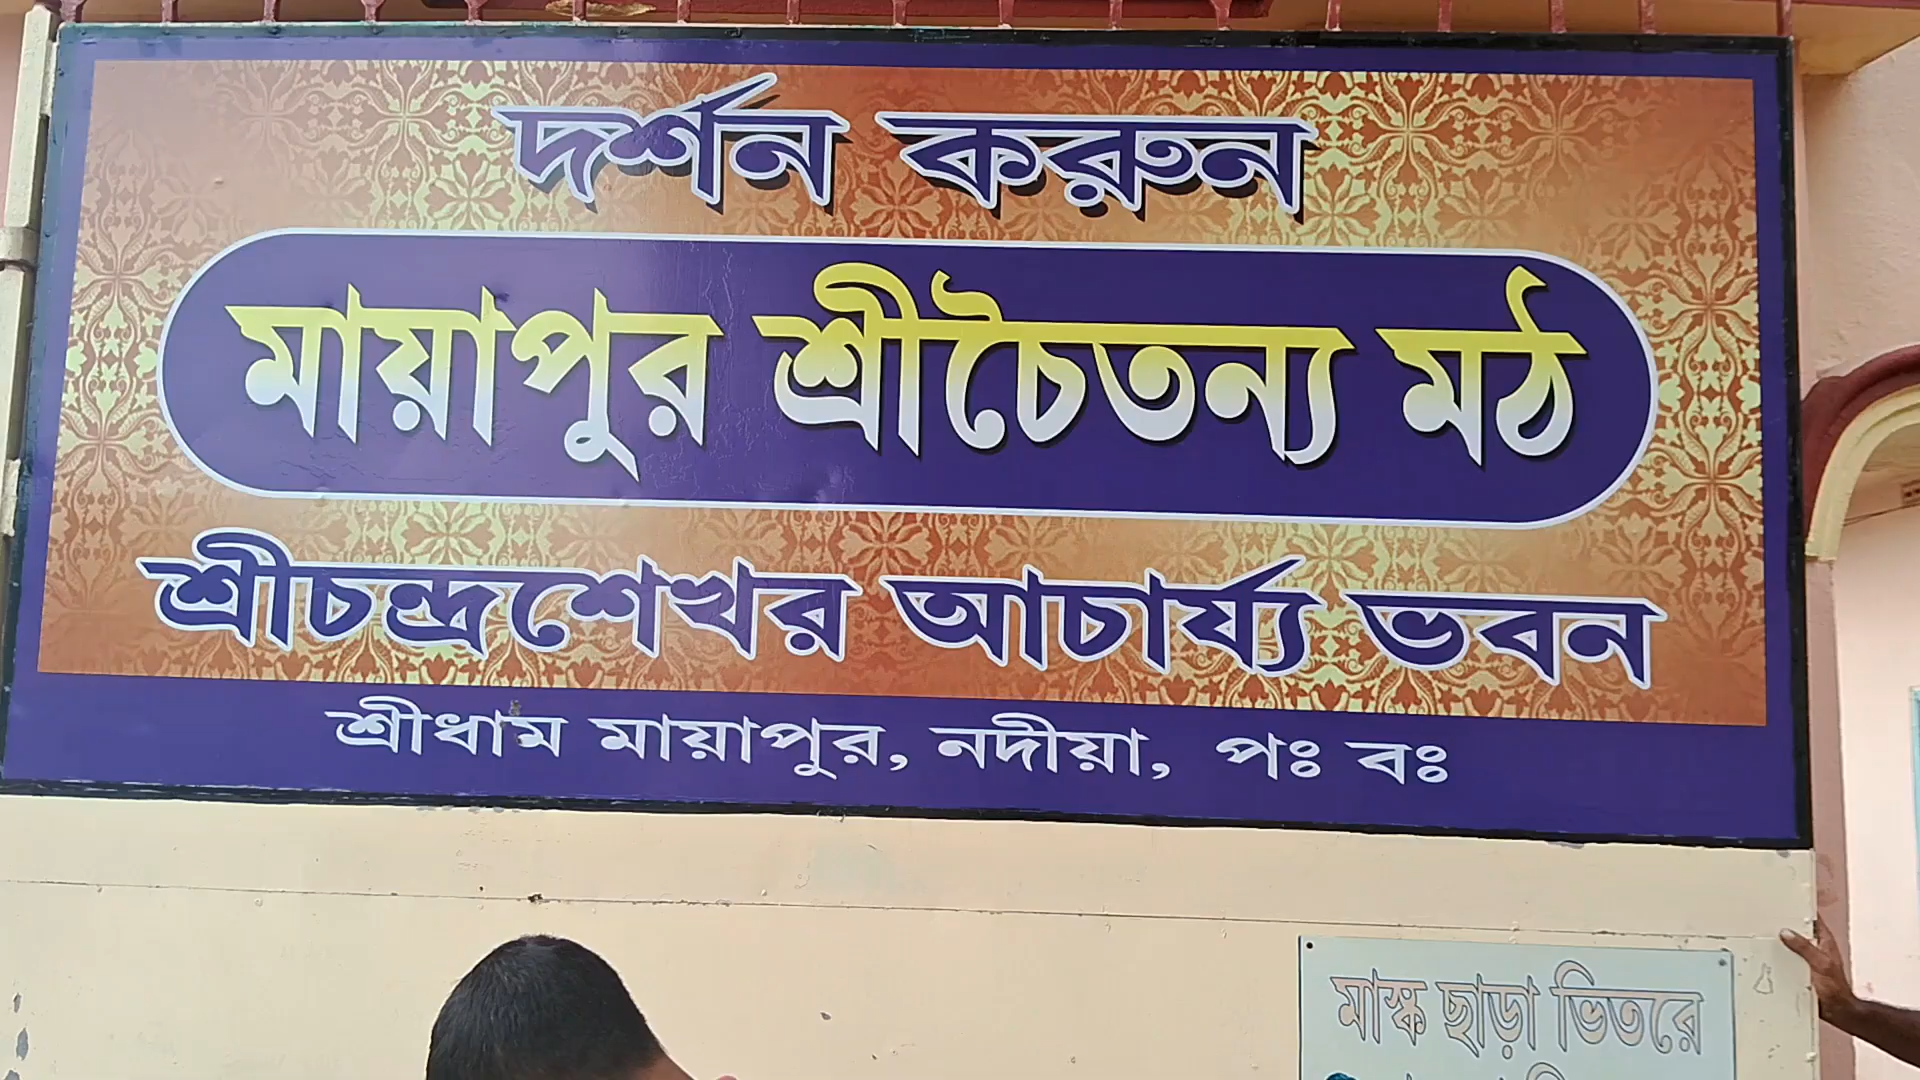 দর্শন করুন
মায়াপুর শ্রীচৈতন্য মঠ
শ্রীচন্দ্রশেখর আচার্য্য ভবন
শ্রীধাম মায়াপুর, নদীয়া, পঃ বঃ
মাস্ক ছাড়া ভিতরে